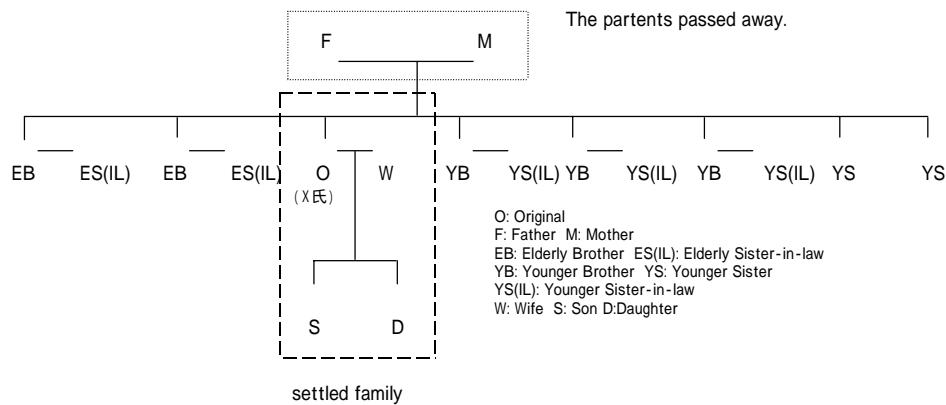 The partents passed away.
F M
EB ES(IL) EB ES(IL) O W YB YS(IL) YB YS(IL) YB YS(IL) YS YS
(X氏)
O: Original
F: Father M: Mother
EB: Elderly Brother ES(IL): Elderly Sister-in-law
YB: Younger Brother YS: Younger Sister
YS(IL): Younger Sister-in-law
W: Wife S: Son D:Daughter
S D
settled family